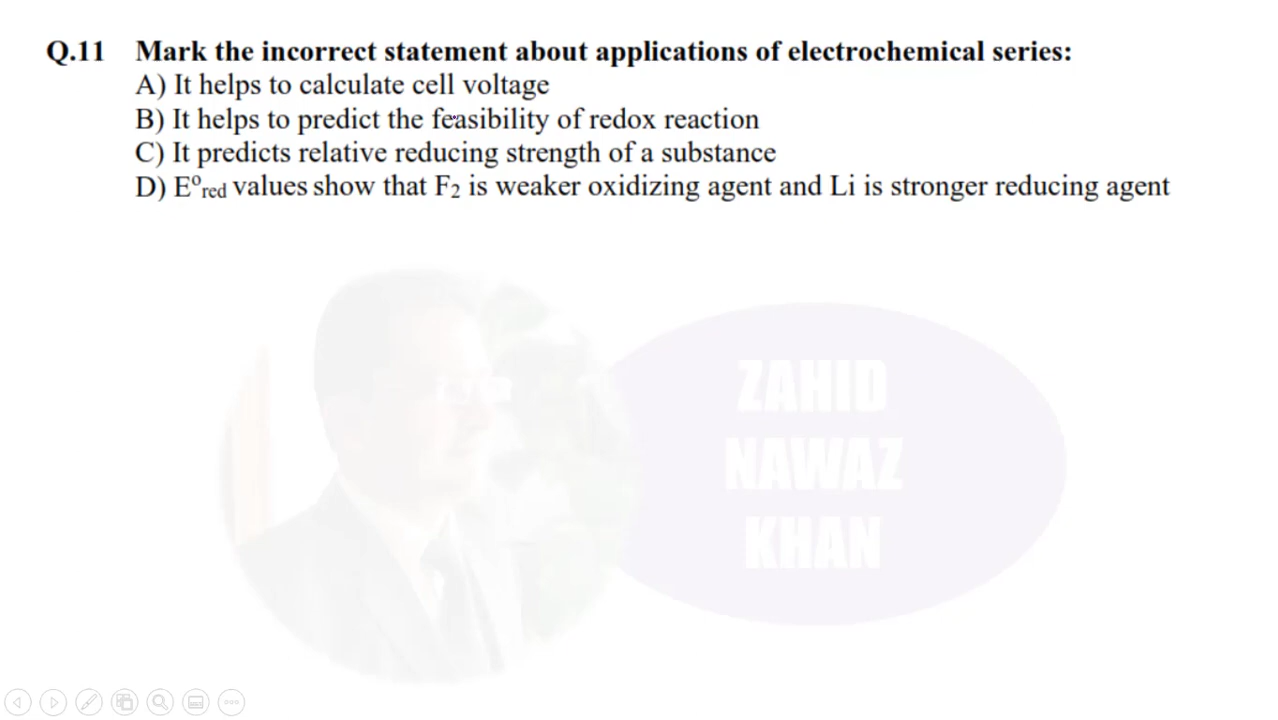 Q.11 Mark the incorrect statement about applications of electrochemical series:
A) It helps to calculate cell voltage
B) It helps to predict the feasibility of redox reaction
C) It predicts relative reducing strength of a substance
D) E°red values show that F2 is weaker oxidizing agent and Li is stronger reducing agent
ZAHID
NAWAZ
KHAN